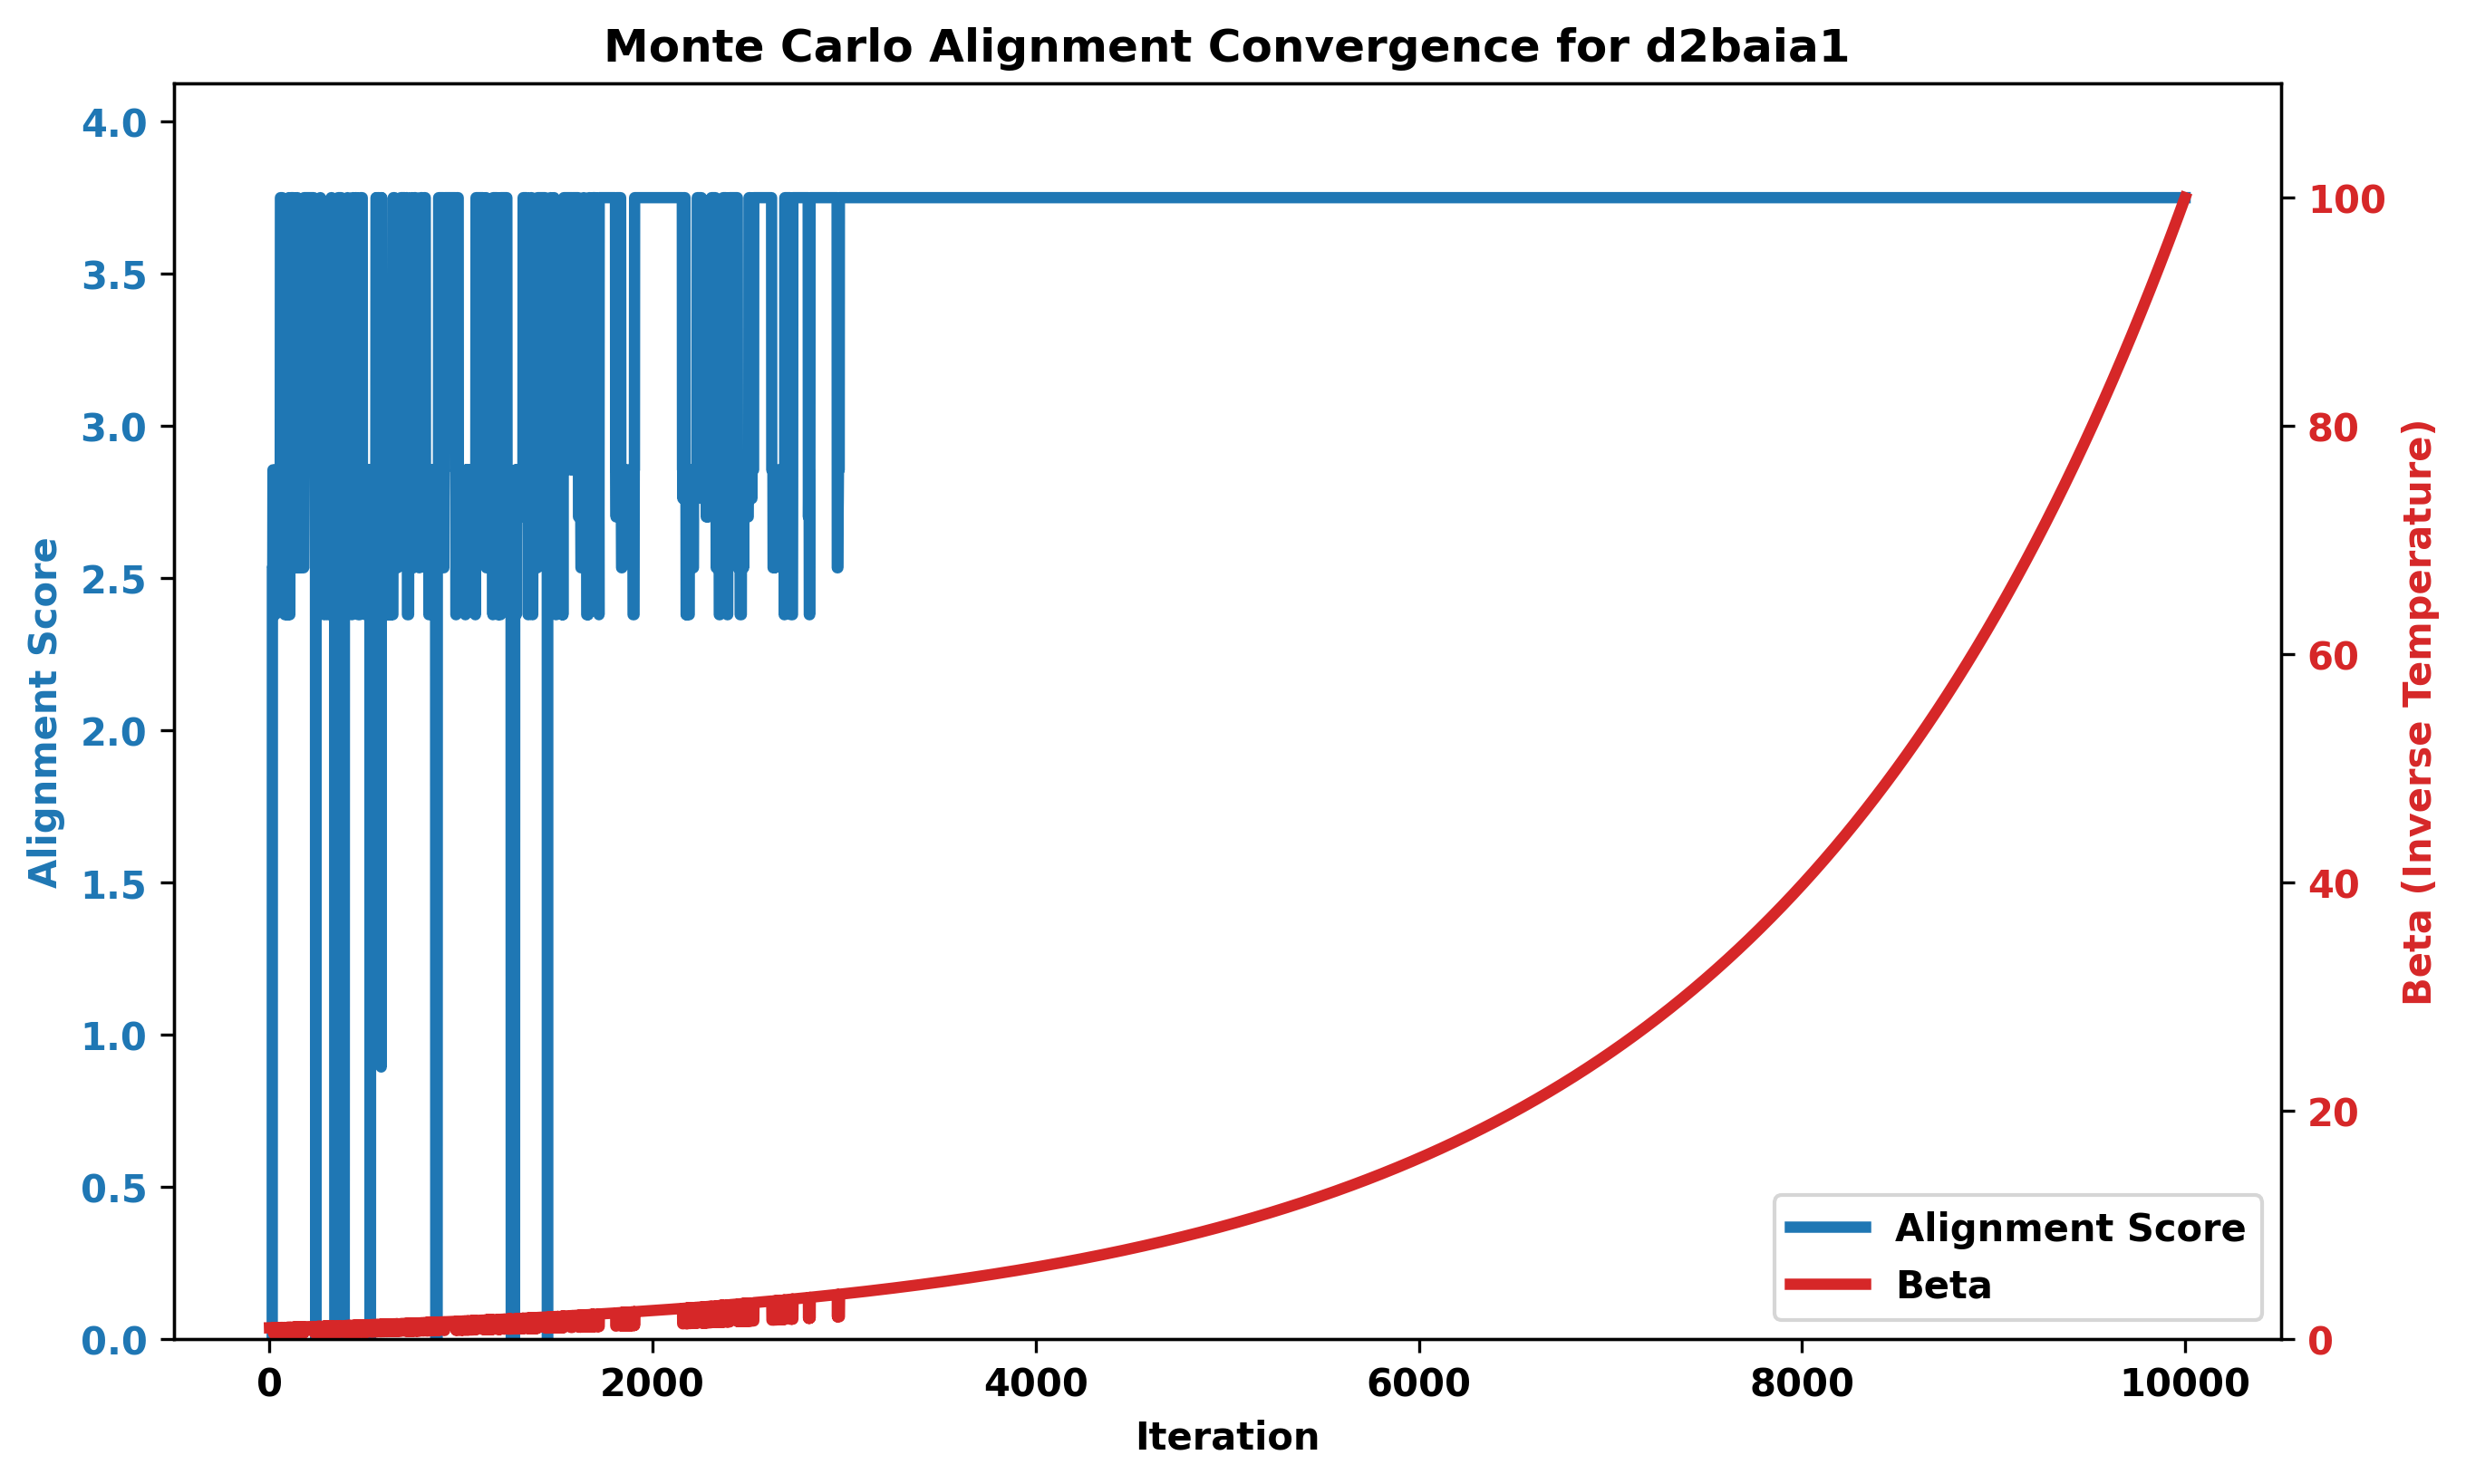 Monte Carlo Alignment Convergence for d2baia1
4.0
3.5
3.0
2.5
2.0
1.5
1.0
0.5
0.0
Alignment Score
100
80
60
40
20
0
Beta (Inverse Temperature)
Alignment Score
Beta
0 2000 4000 6000 8000 10000
Iteration